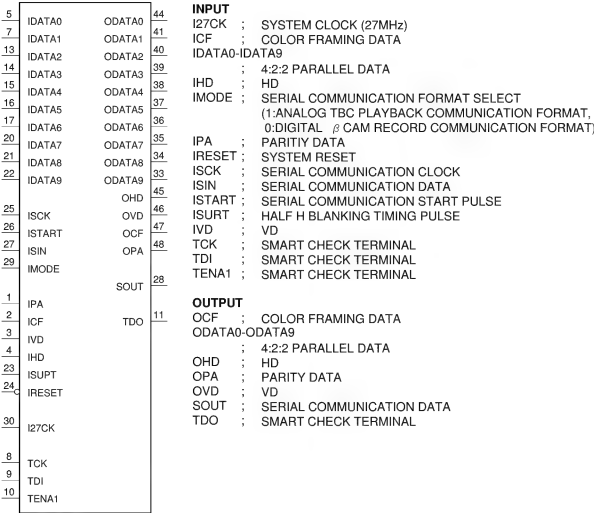 5 IDATA0 ODATA0 44
7 IDATA1 ODATA1 41
13 IDATA2 ODATA2 40
14 IDATA3 ODATA3 39
15 IDATA4 ODATA4 38
16 IDATA5 ODATA5 37
17 IDATA6 ODATA6 36
20 IDATA7 ODATA7 35
21 IDATA8 ODATA8 34
22 IDATA9 ODATA9 33
OHD 45
25 ISCK OVD 46
26 ISTART OCF 47
27 ISIN OPA 48
29 IMODE
SOUT 28
1 IPA
2 ICF TDO 11
3 IVD
4 IHD
23 ISUPT
24 IRESET
30 I27CK
8 TCK
9 TDI
10 TENA1
INPUT
I27CK ; SYSTEM CLOCK (27MHz)
ICF ; COLOR FRAMING DATA
IDATA0-IDATA9
; 4:2:2 PARALLEL DATA
IHD ; HD
IMODE ; SERIAL COMMUNICATION FORMAT SELECT
(1:ANALOG TBC PLAYBACK COMMUNICATION FORMAT,
0:DIGITAL β CAM RECORD COMMUNICATION FORMAT)
IPA ; PARITIY DATA
IRESET ; SYSTEM RESET
ISCK ; SERIAL COMMUNICATION CLOCK
ISIN ; SERIAL COMMUNICATION DATA
ISTART ; SERIAL COMMUNICATION START PULSE
ISURT ; HALF H BLANKING TIMING PULSE
IVD ; VD
TCK ; SMART CHECK TERMINAL
TDI ; SMART CHECK TERMINAL
TENA1 ; SMART CHECK TERMINAL
OUTPUT
OCF ; COLOR FRAMING DATA
ODATA0-ODATA9
; 4:2:2 PARALLEL DATA
OHD ; HD
OPA ; PARITY DATA
OVD ; VD
SOUT ; SERIAL COMMUNICATION DATA
TDO ; SMART CHECK TERMINAL